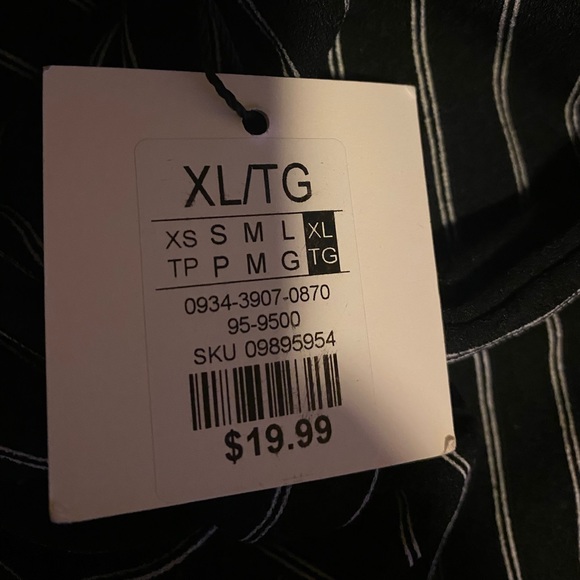 XL/TG
XS S M L XL
TP P M G TG
0934-3907-0870
95-9500
SKU 09895954
$19.99